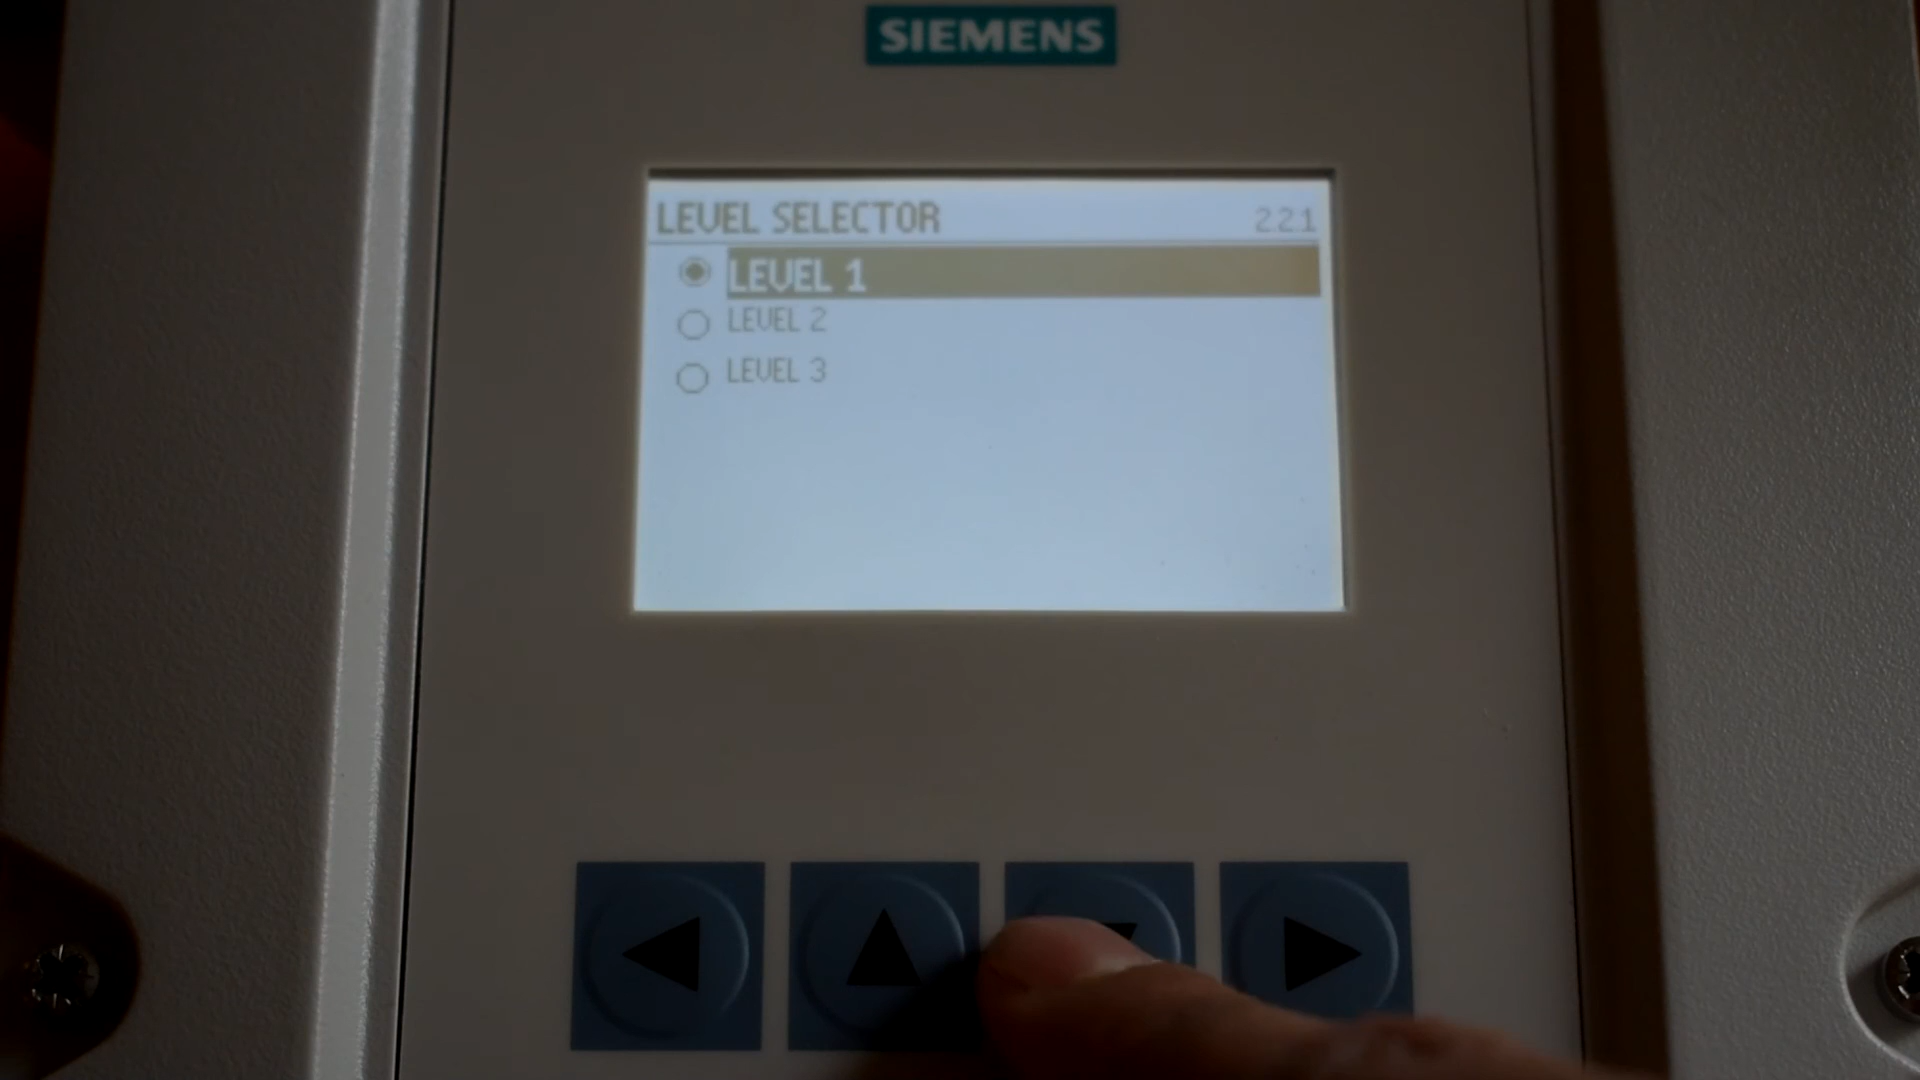 SIEMENS
LEVEL SELECTOR 2.2.1
LEVEL 1
LEVEL 2
LEVEL 3